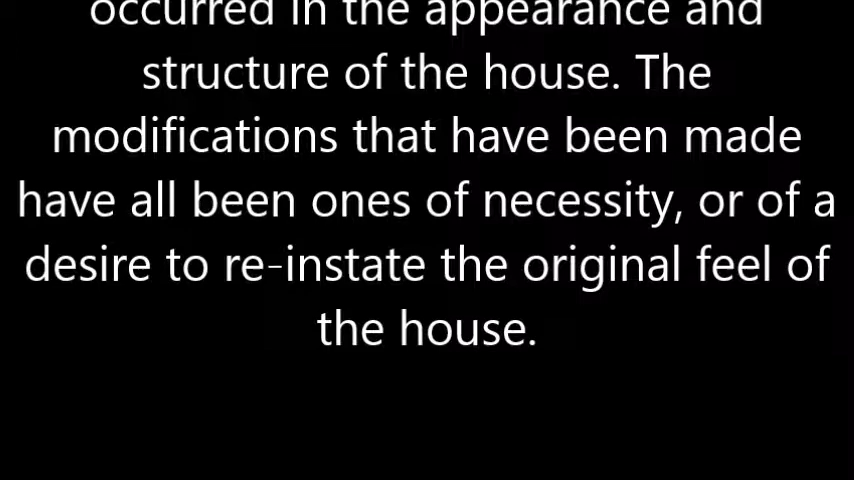 occurred in the appearance and
structure of the house. The
modifications that have been made
have all been ones of necessity, or of a
desire to re-instate the original feel of
the house.